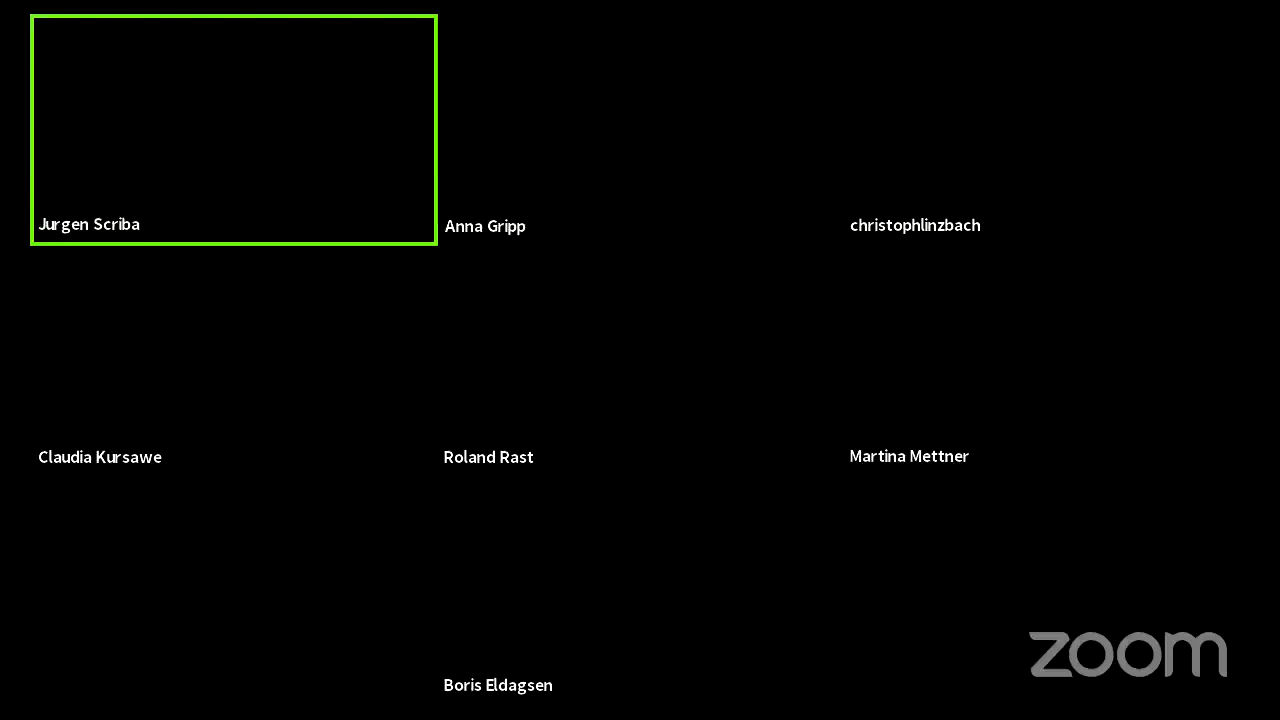 Jurgen Scriba
Anna Gripp
christophlinzbach
Claudia Kursawe
Roland Rast
Martina Mettner
Boris Eldagsen
zoom